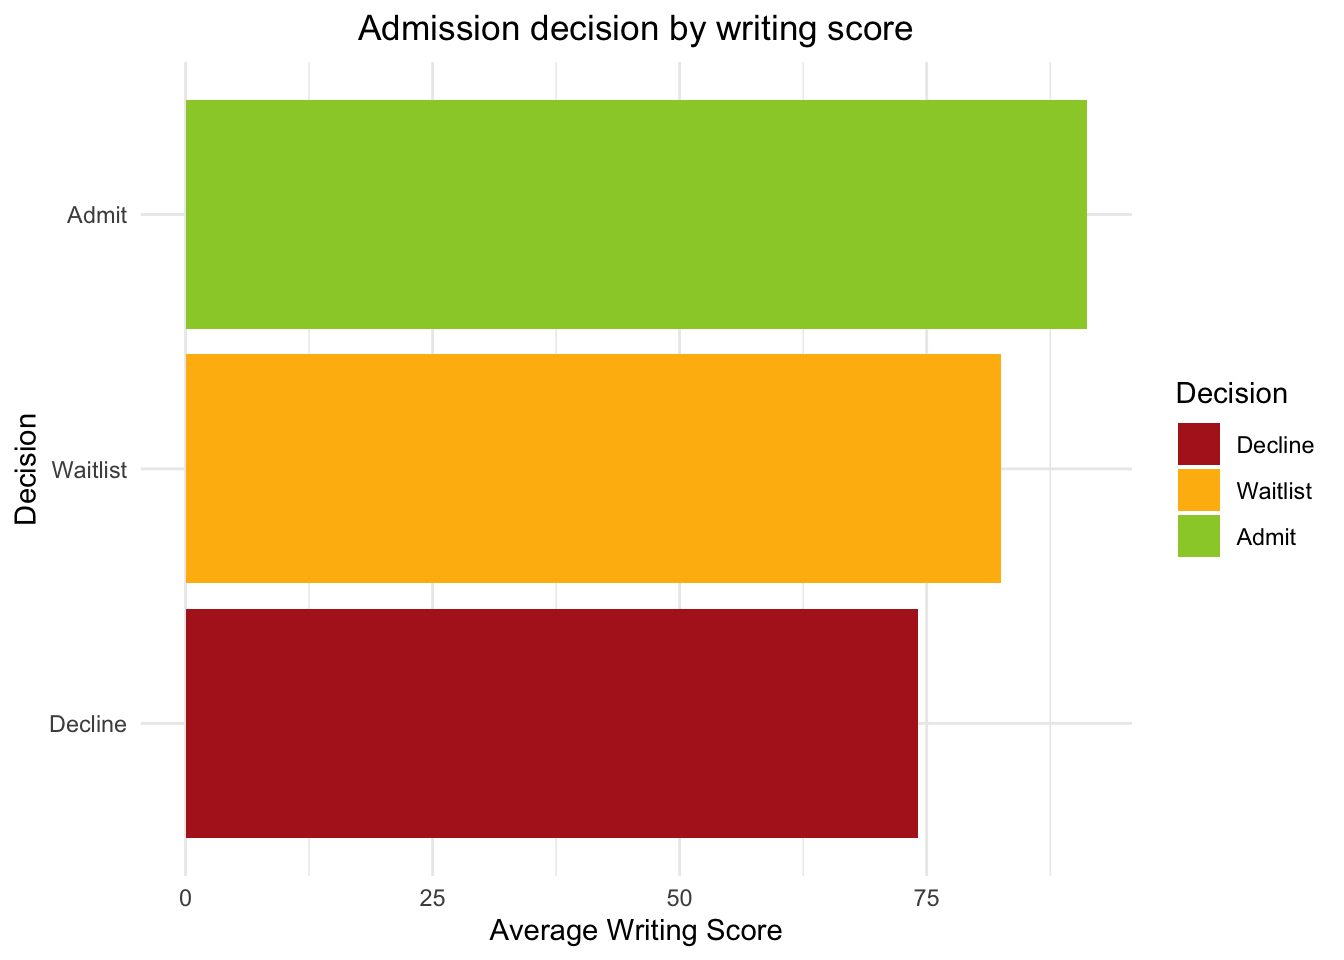 Admission decision by writing score
Admit
Waitlist
Decline
Decision
0 25 50 75
Average Writing Score
Decision
Decline
Waitlist
Admit